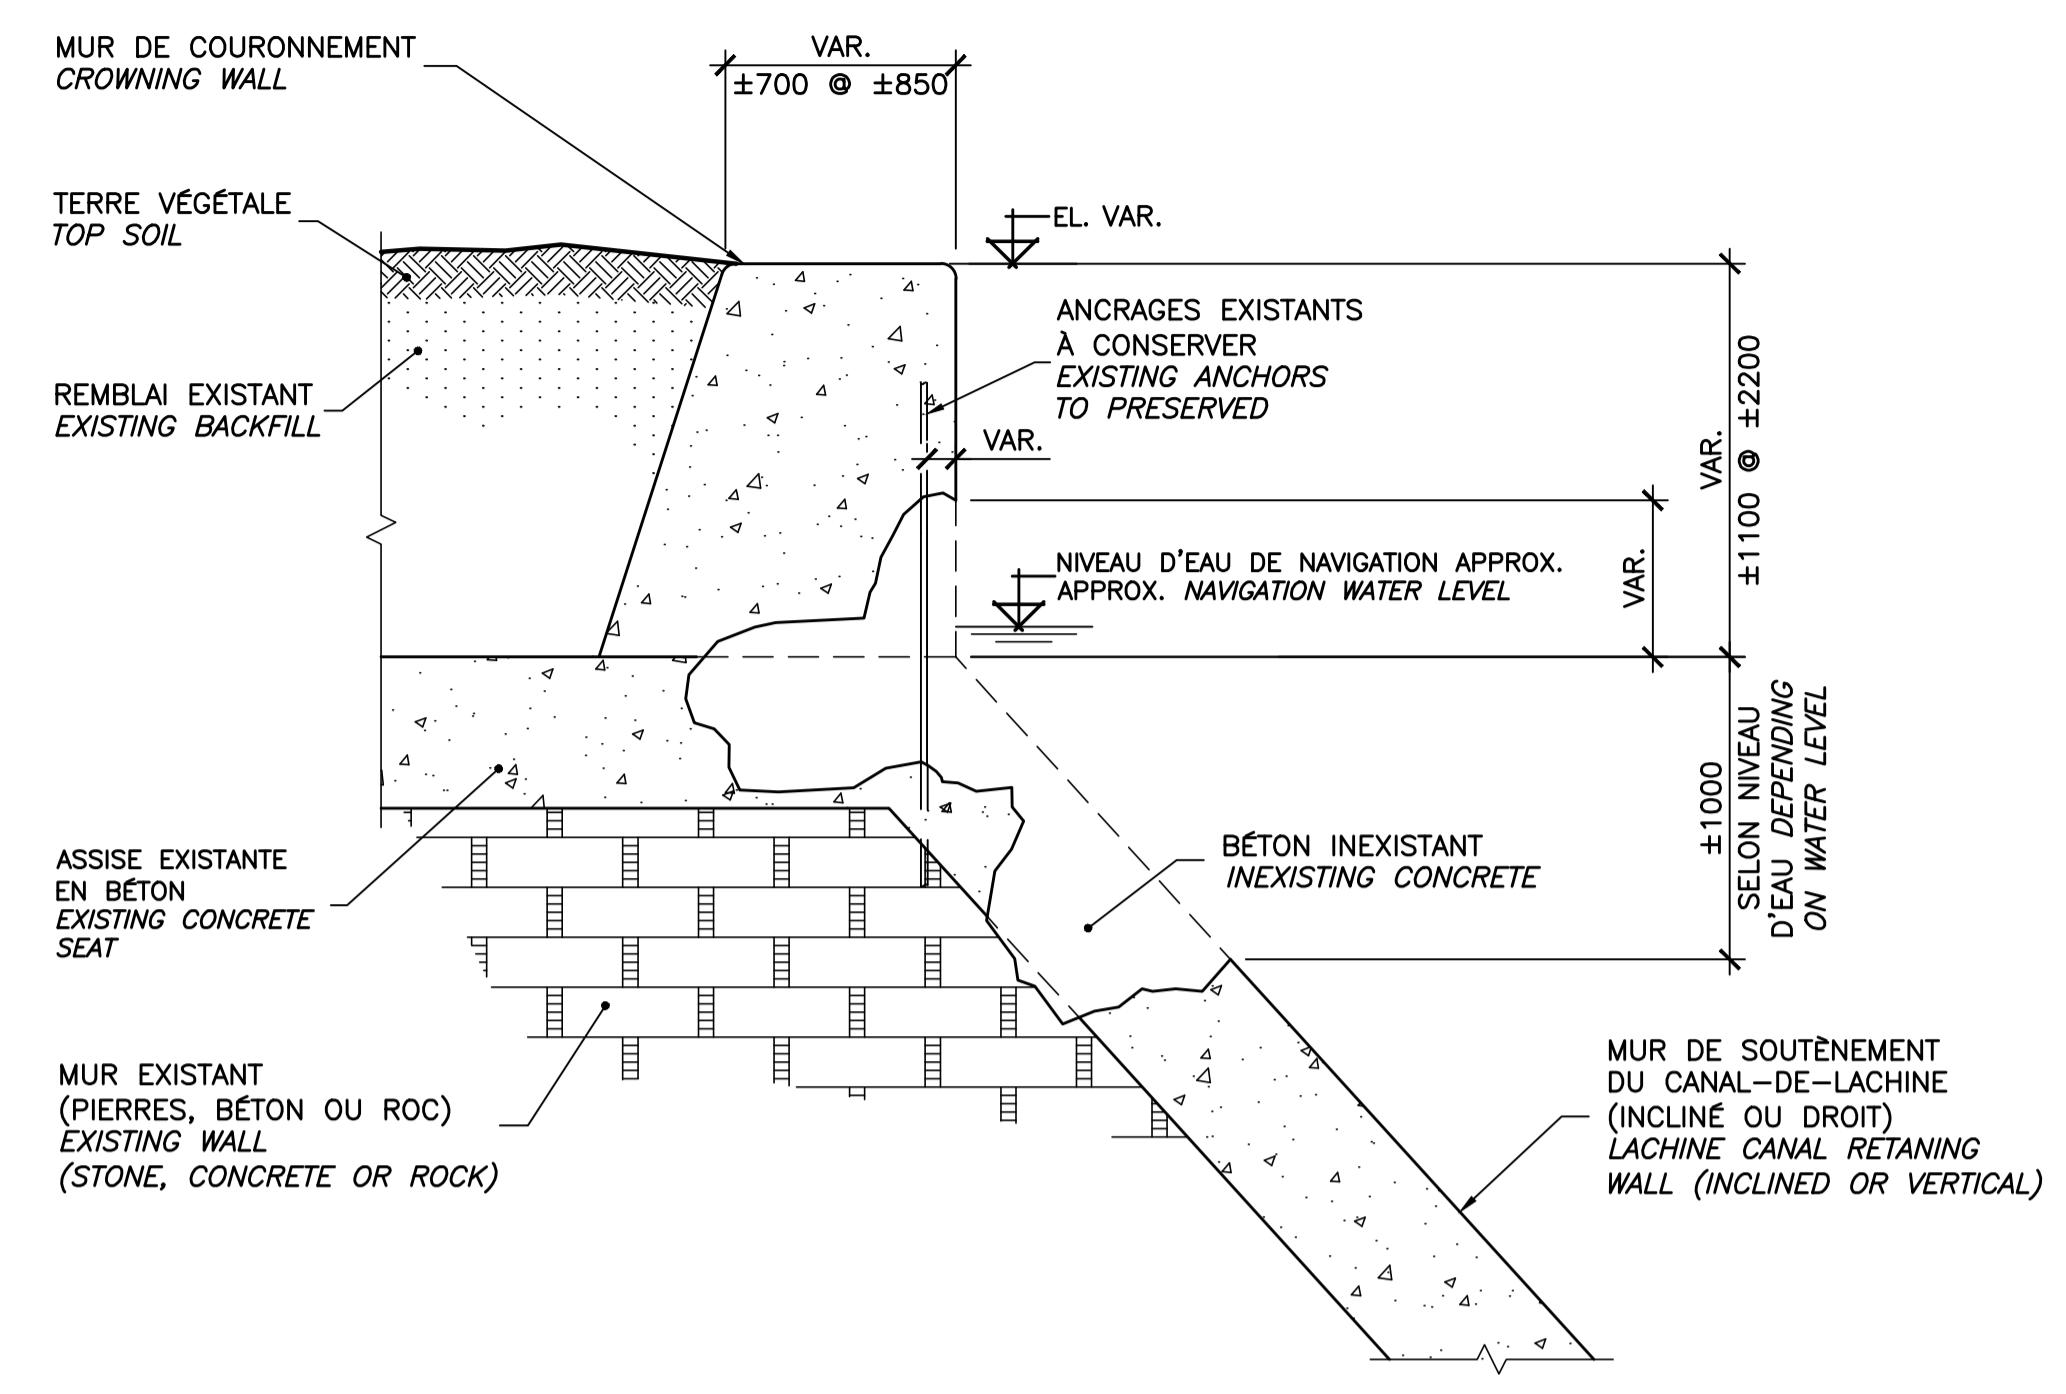 MUR DE COURONNEMENT
CROWNING WALL
VAR.
±700 @ ±850
TERRE VÉGÉTALE
TOP SOIL
EL. VAR.
REMBLAI EXISTANT
EXISTING BACKFILL
ANCRAGES EXISTANTS
À CONSERVER
EXISTING ANCHORS
TO PRESERVED
VAR.
VAR.
±1100 @ ±2200
NIVEAU D'EAU DE NAVIGATION APPROX.
APPROX. NAVIGATION WATER LEVEL
VAR.
±1000
SELON NIVEAU
D'EAU DEPENDING
ON WATER LEVEL
ASSISE EXISTANTE
EN BÉTON
EXISTING CONCRETE
SEAT
BÉTON INEXISTANT
INEXISTING CONCRETE
MUR EXISTANT
(PIERRES, BÉTON OU ROC)
EXISTING WALL
(STONE, CONCRETE OR ROCK)
MUR DE SOUTÈNEMENT
DU CANAL-DE-LACHINE
(INCLINÉ OU DROIT)
LACHINE CANAL RETANING
WALL (INCLINED OR VERTICAL)